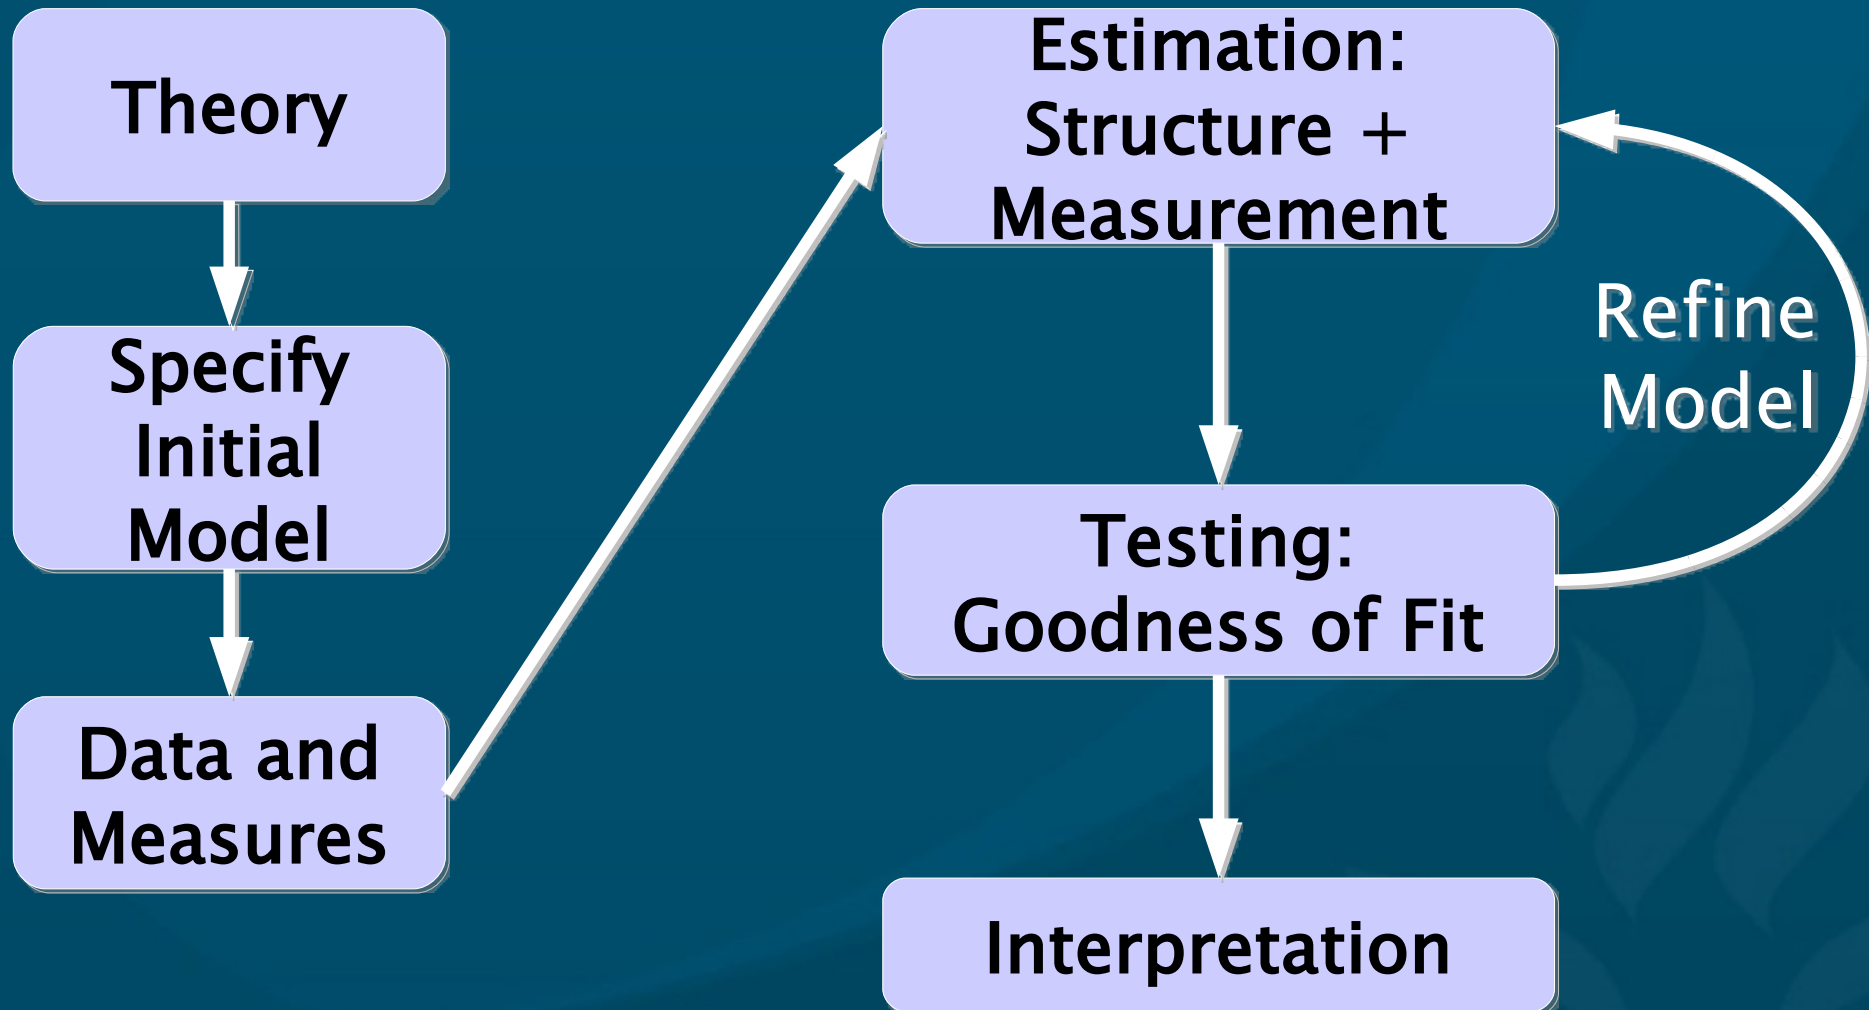 Theory
Specify
Initial
Model
Data and
Measures
Estimation:
Structure +
Measurement
Refine
Model
Testing:
Goodness of Fit
Interpretation